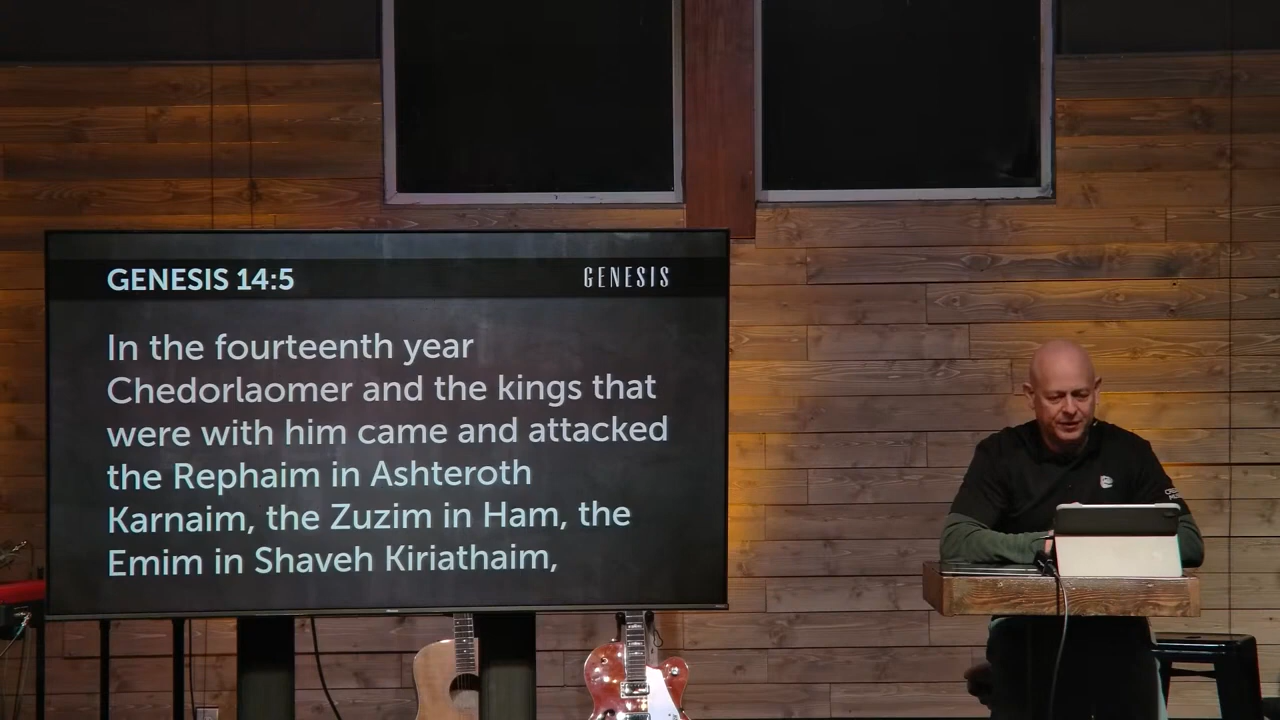 GENESIS 14:5
GENESIS
In the fourteenth year
Chedorlaomer and the kings that
were with him came and attacked
the Rephaim in Ashteroth
Karnaim, the Zuzim in Ham, the
Emim in Shaveh Kiriathaim,